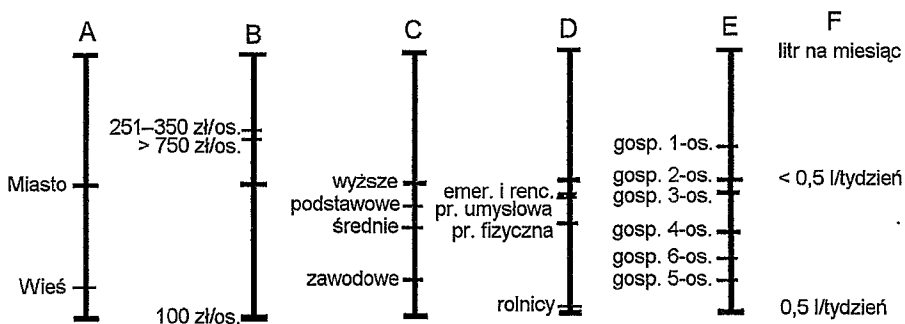 A
B
C
D
E
F
litr na miesiąc
251–350 zł/os.
> 750 zł/os.
gosp. 1-os.
Miasto
wyższe
podstawowe
średnie
emer. i renc.
pr. umysłowa
pr. fizyczna
gosp. 2-os.
gosp. 3-os.
< 0,5 l/tydzień
gosp. 4-os.
gosp. 6-os.
gosp. 5-os.
Wieś
zawodowe
100 zł/os.
rolnicy
0,5 l/tydzień